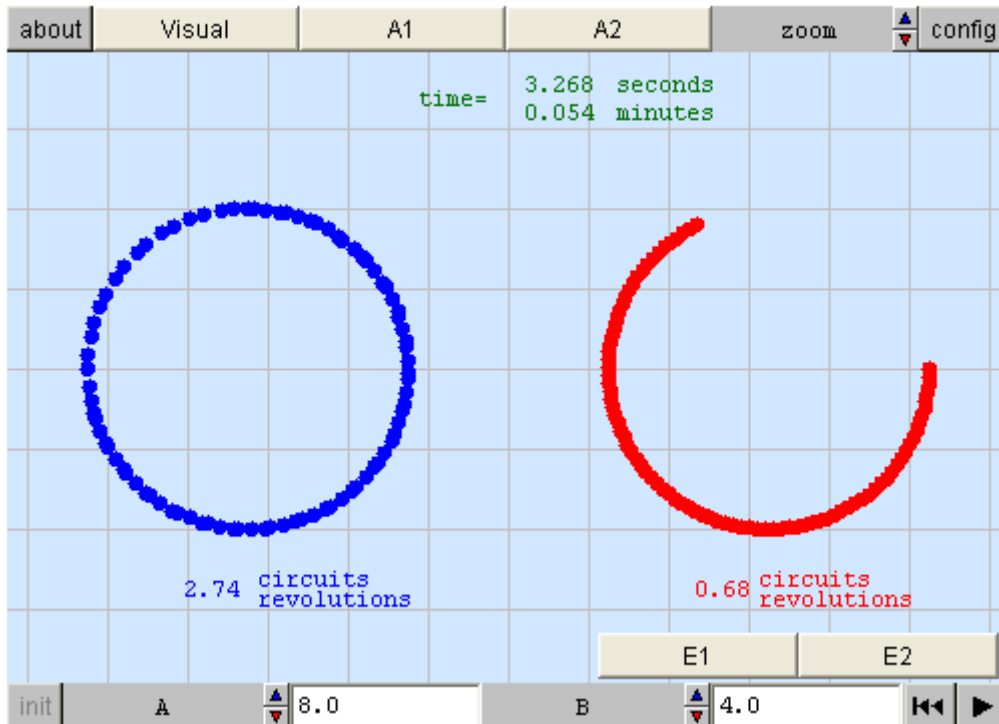 about Visual A1 A2 zoom config
time= 3.268 seconds
0.054 minutes
2.74 circuits
revolutions
0.68 circuits
revolutions
E1 E2
init A 8.0 B 4.0